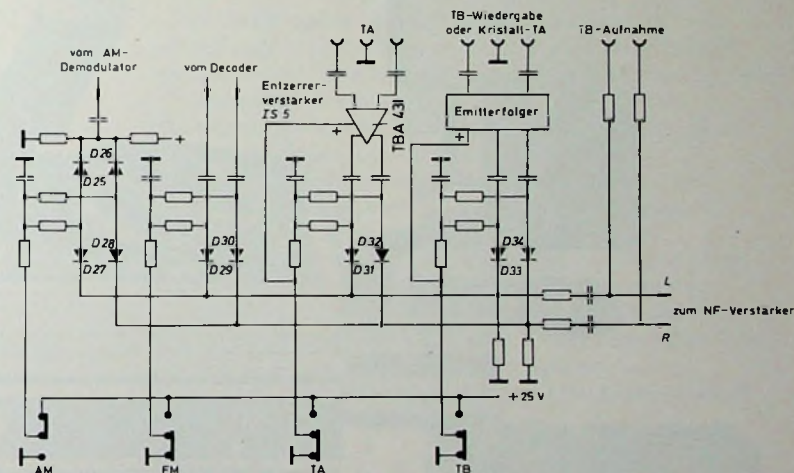 TA
TB-Wiedergabe
oder Kristall-TA
TB-Aufnahme
vom AM-
Demodulator
vom Decoder
Entzerrer-
verstärker
IS 5
+
TBA 431
Emitterfolger
+
+
D26
D25
D28
D27
D30
D29
D32
D31
D34
D33
L
zum NF-Verstärker
R
+25 V
AM
FM
TA
TB